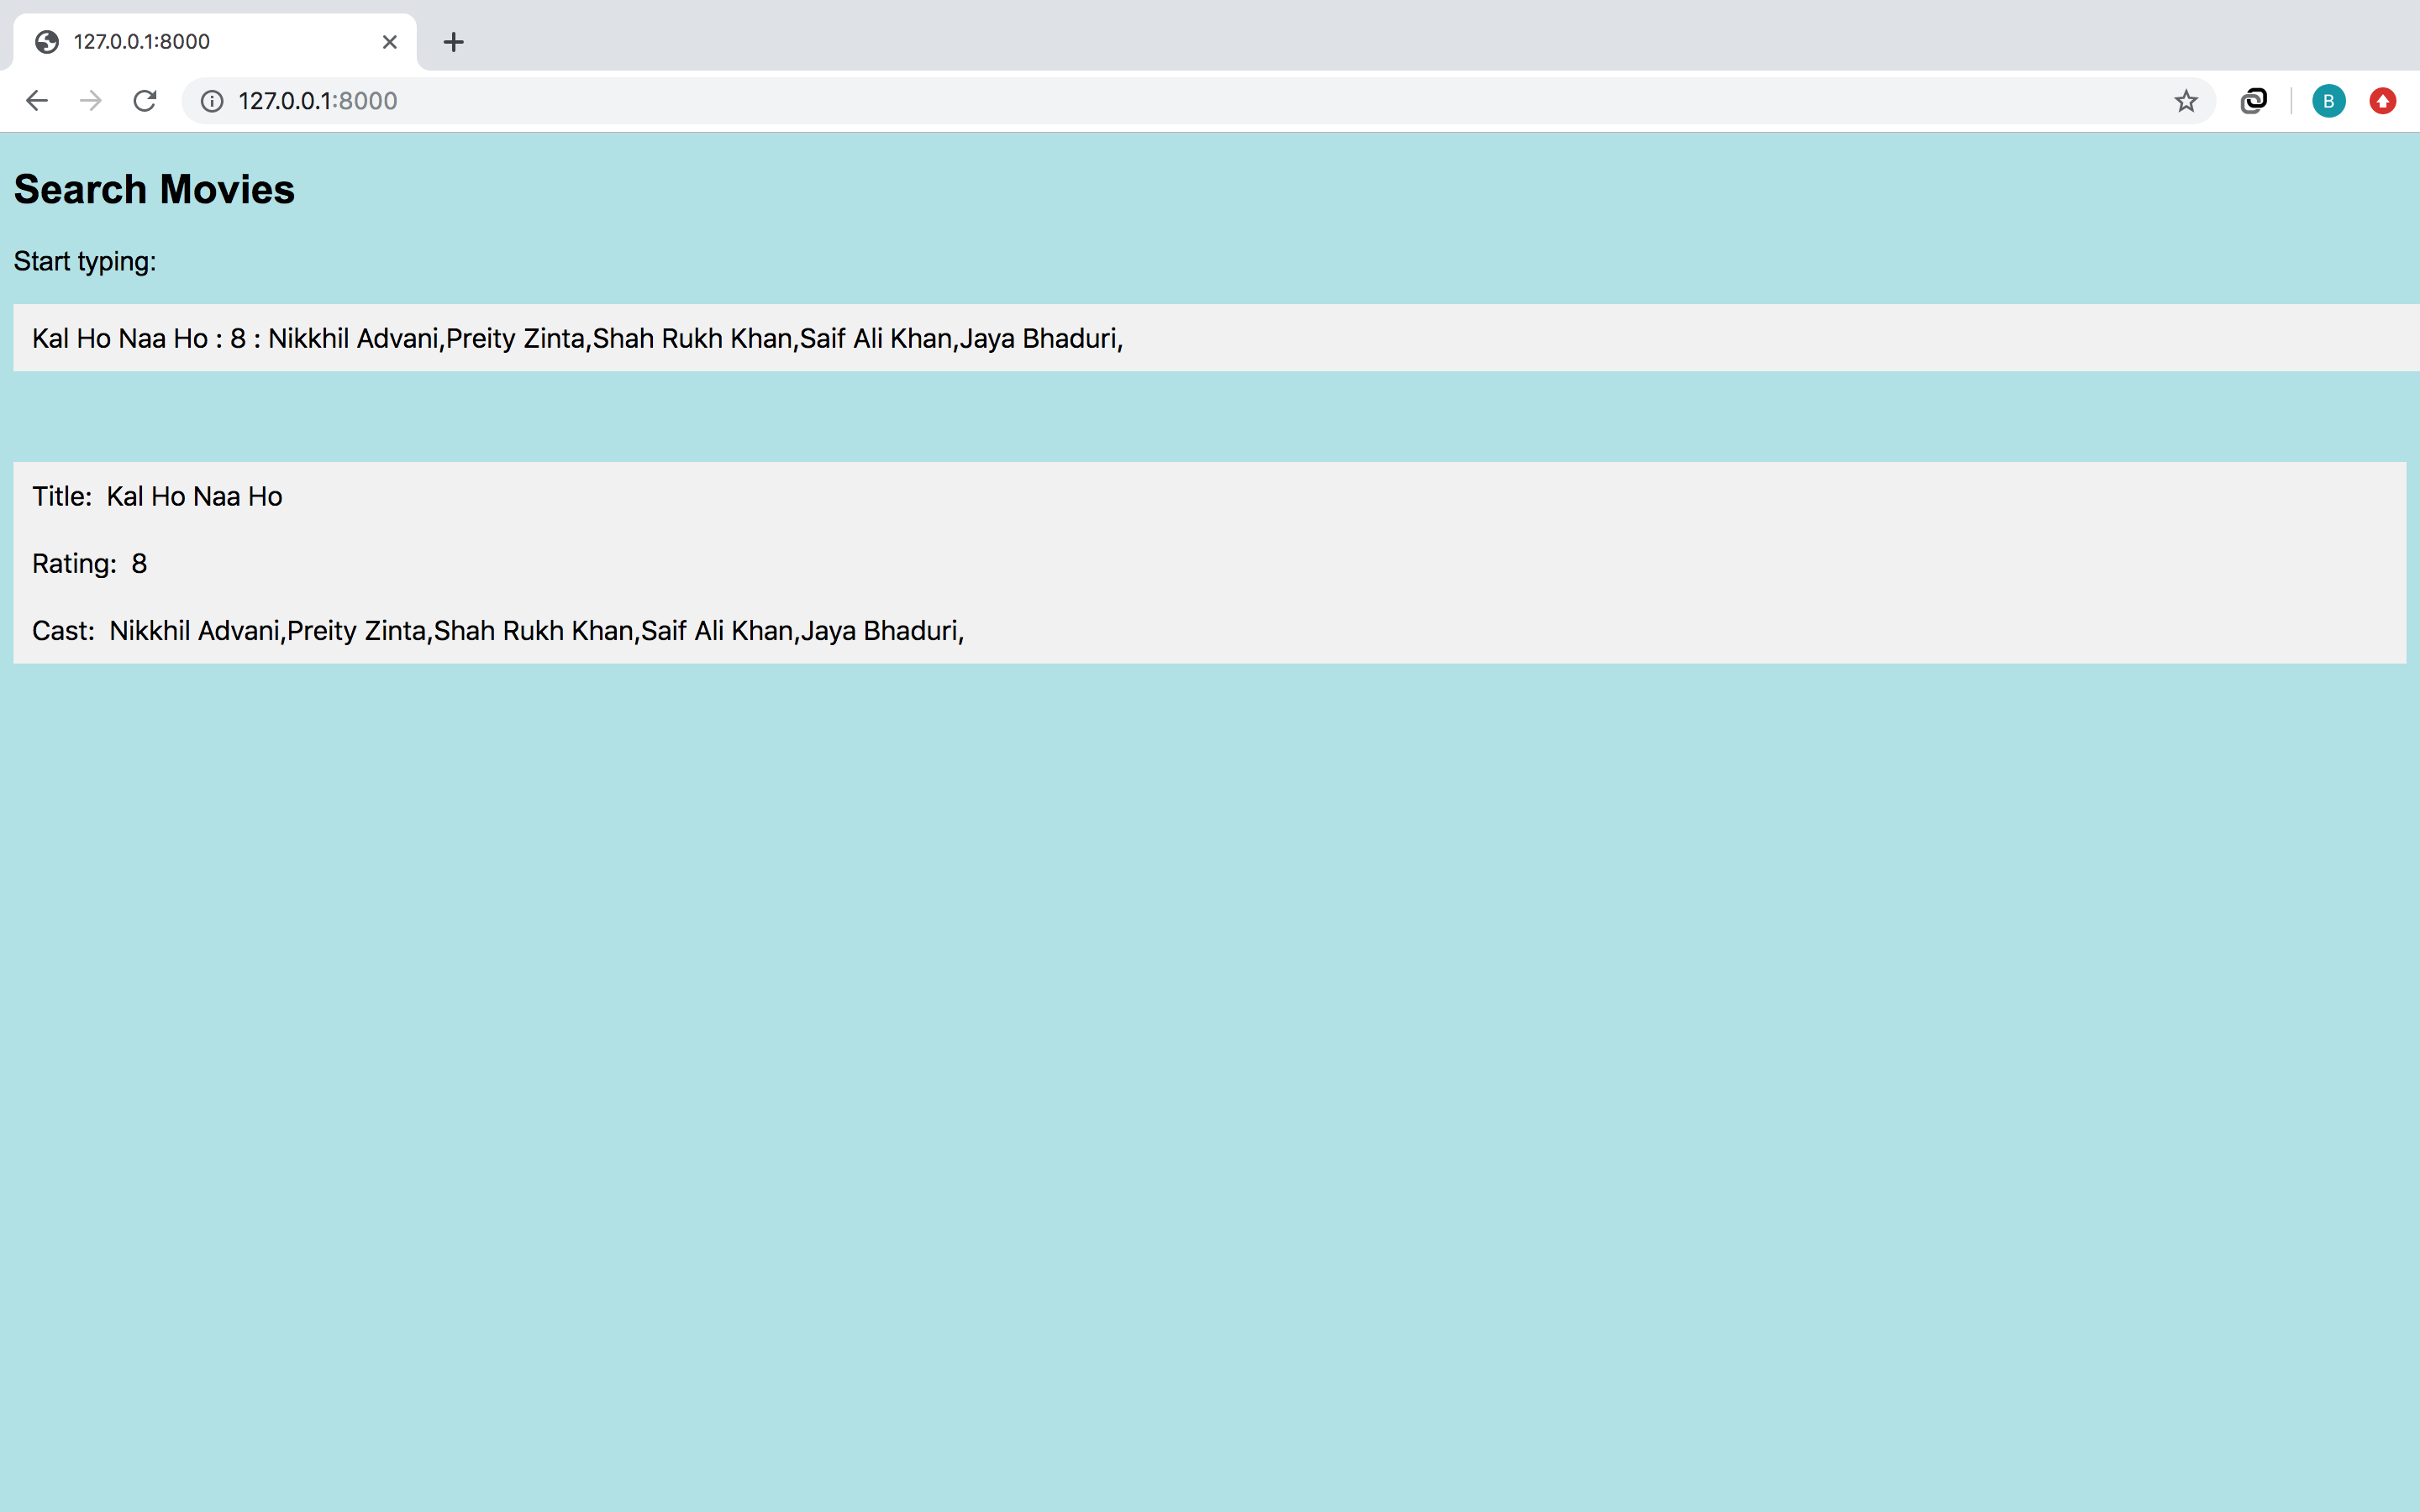 127.0.0.1:8000
127.0.0.1:8000
B
Search Movies
Start typing:
Kal Ho Naa Ho : 8 : Nikkhil Advani,Preity Zinta,Shah Rukh Khan,Saif Ali Khan,Jaya Bhaduri,
Title:  Kal Ho Naa Ho
Rating:  8
Cast:  Nikkhil Advani,Preity Zinta,Shah Rukh Khan,Saif Ali Khan,Jaya Bhaduri,